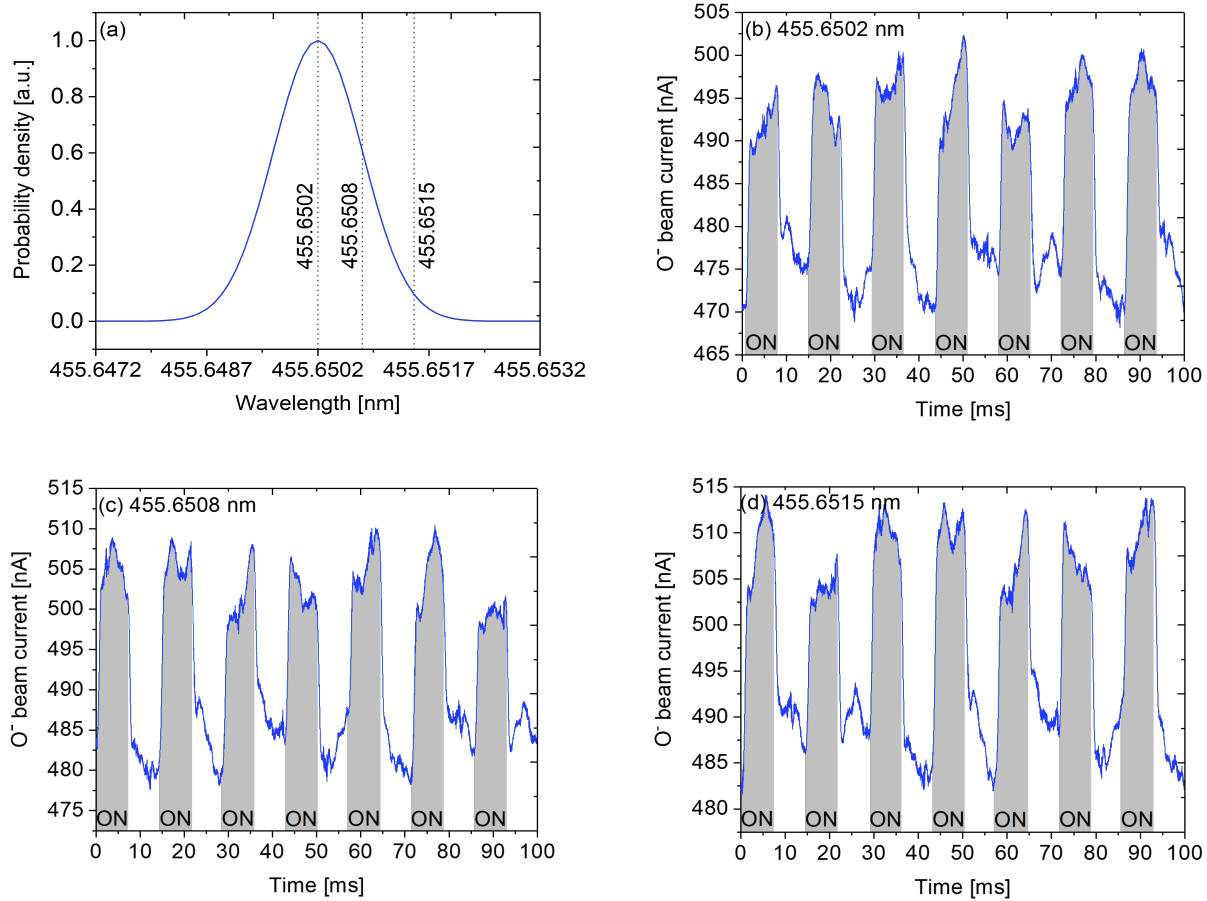 (a)
Probability density [a.u.]
1.0
0.8
0.6
0.4
0.2
0.0
455.6502
455.6508
455.6515
455.6472 455.6487 455.6502 455.6517 455.6532
Wavelength [nm]
(b) 455.6502 nm
O⁻ beam current [nA]
505
500
495
490
485
480
475
470
465
ON ON ON ON ON ON ON
0 10 20 30 40 50 60 70 80 90 100
Time [ms]
(c) 455.6508 nm
O⁻ beam current [nA]
515
510
505
500
495
490
485
480
475
ON ON ON ON ON ON ON
0 10 20 30 40 50 60 70 80 90 100
Time [ms]
(d) 455.6515 nm
O⁻ beam current [nA]
515
510
505
500
495
490
485
480
ON ON ON ON ON ON ON
0 10 20 30 40 50 60 70 80 90 100
Time [ms]